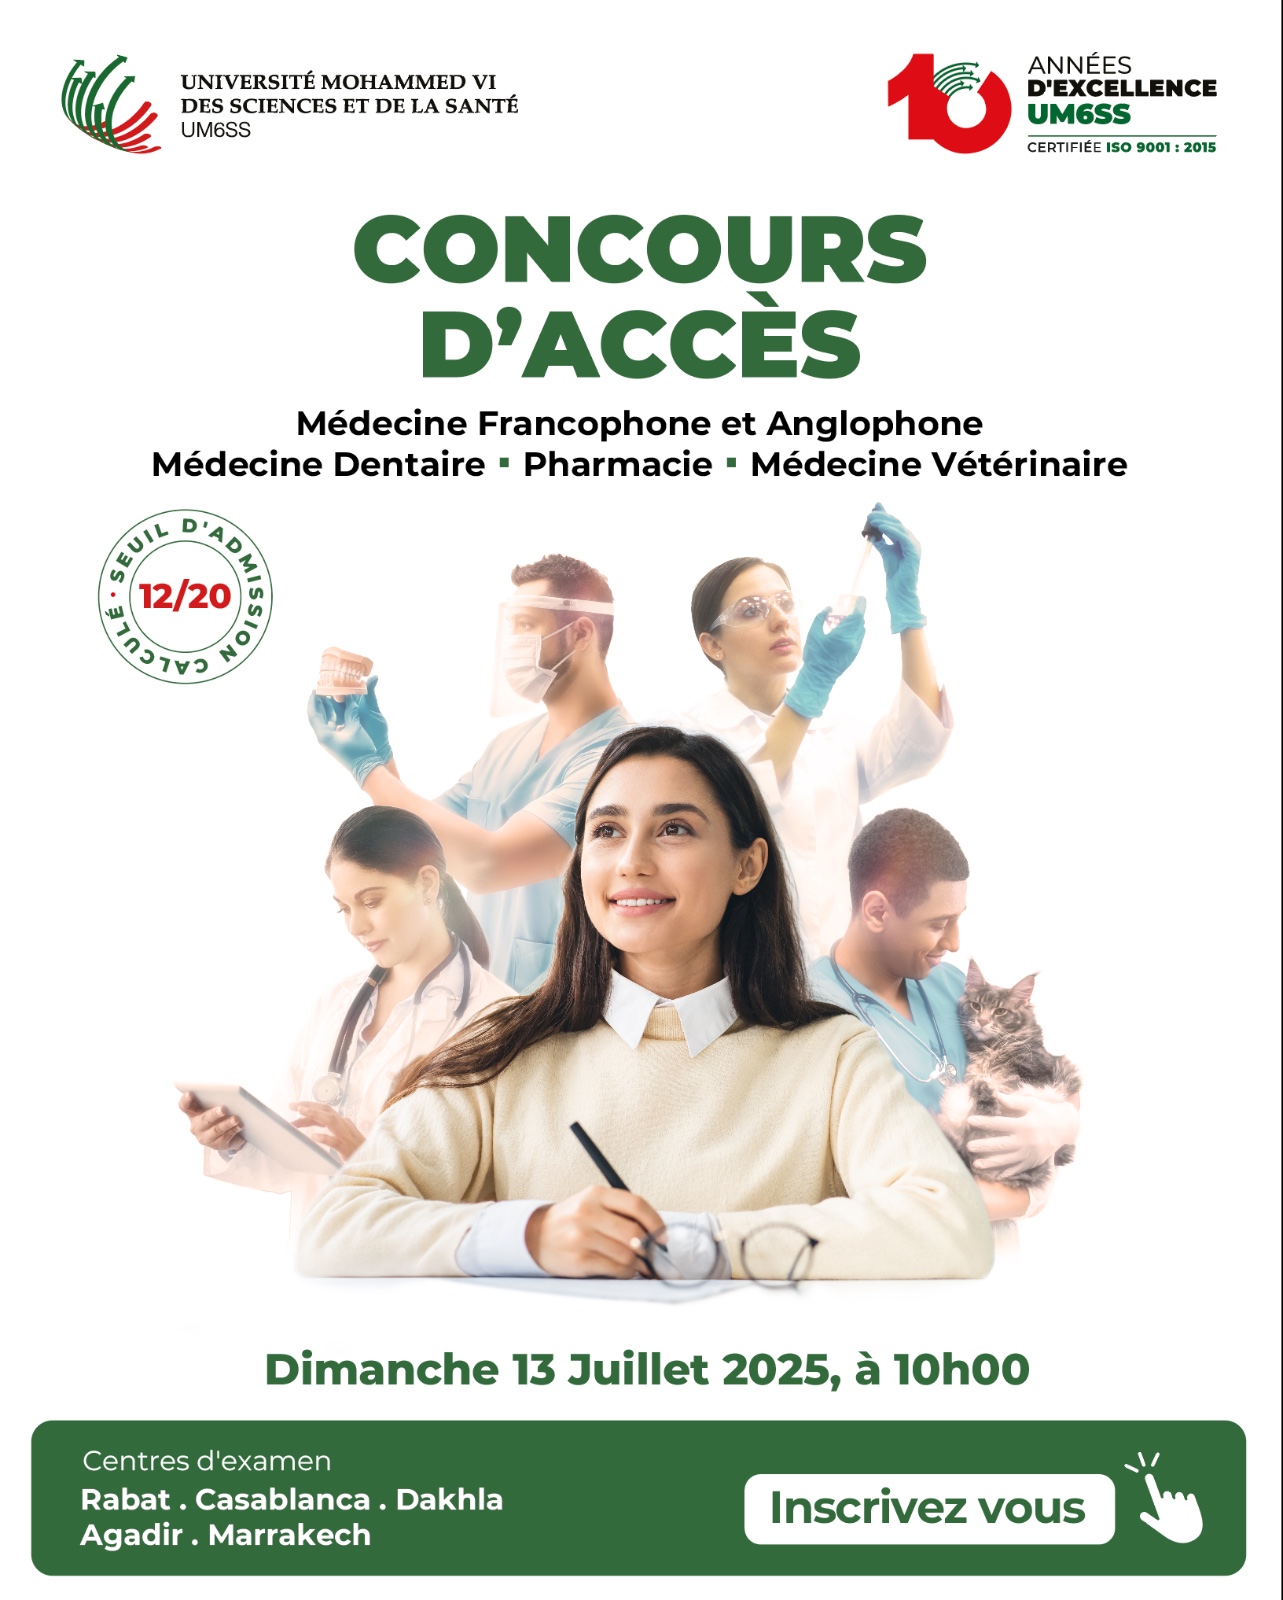 UNIVERSITÉ MOHAMMED VI
DES SCIENCES ET DE LA SANTÉ
UM6SS
10
ANNÉES
D'EXCELLENCE
UM6SS
CERTIFIÉE ISO 9001 : 2015
CONCOURS
D’ACCÈS
Médecine Francophone et Anglophone
Médecine Dentaire ▪ Pharmacie ▪ Médecine Vétérinaire
SEUIL D'ADMISSION CALCULÉ •
12/20
Dimanche 13 Juillet 2025, à 10h00
Centres d'examen
Rabat . Casablanca . Dakhla
Agadir . Marrakech
Inscrivez vous